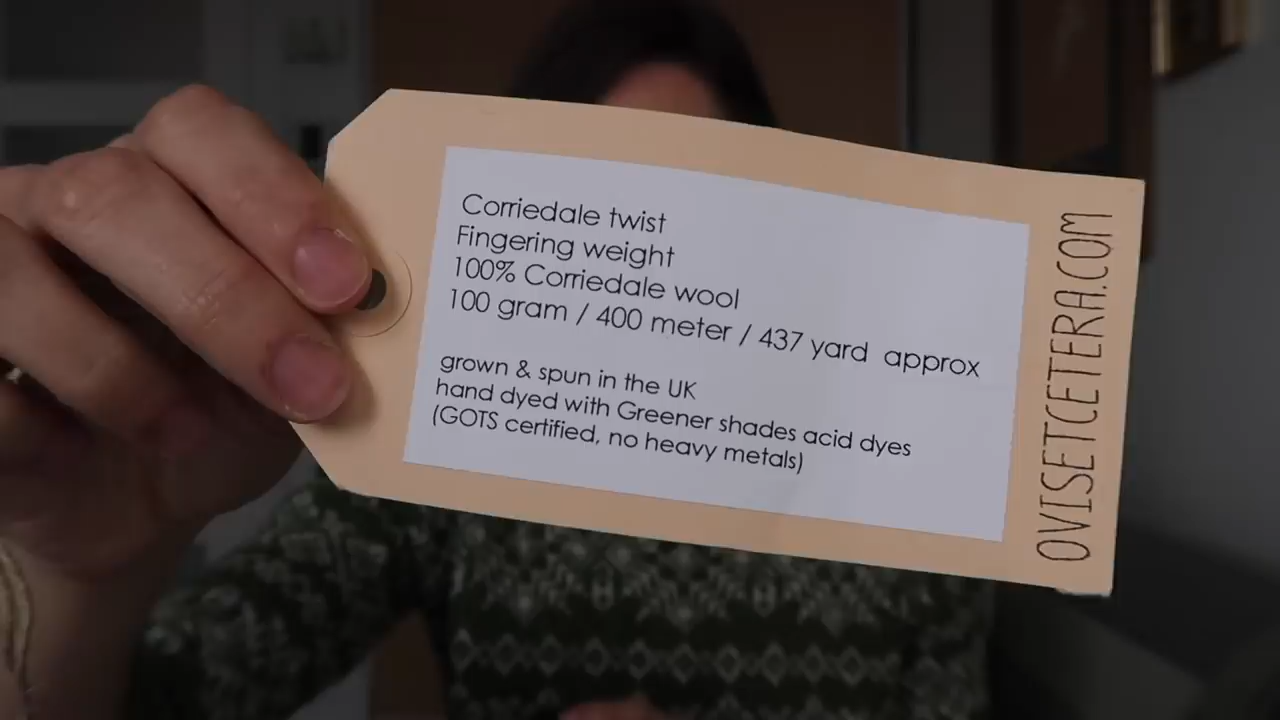 Corriedale twist
Fingering weight
100% Corriedale wool
100 gram / 400 meter / 437 yard approx
grown & spun in the UK
hand dyed with Greener shades acid dyes
(GOTS certified, no heavy metals)
OVISETCETERA.COM